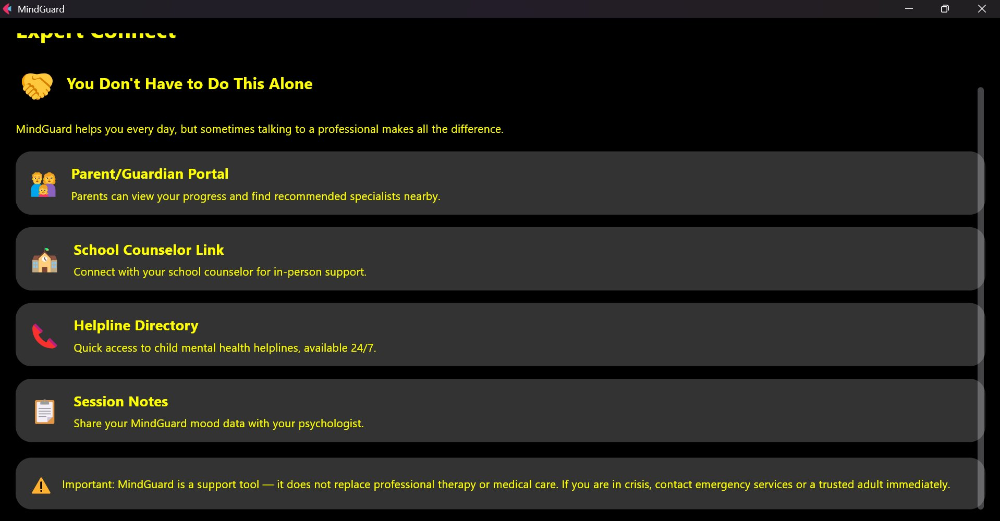 MindGuard
Expert Connect
You Don't Have to Do This Alone
MindGuard helps you every day, but sometimes talking to a professional makes all the difference.
Parent/Guardian Portal
Parents can view your progress and find recommended specialists nearby.
School Counselor Link
Connect with your school counselor for in-person support.
Helpline Directory
Quick access to child mental health helplines, available 24/7.
Session Notes
Share your MindGuard mood data with your psychologist.
Important: MindGuard is a support tool — it does not replace professional therapy or medical care. If you are in crisis, contact emergency services or a trusted adult immediately.